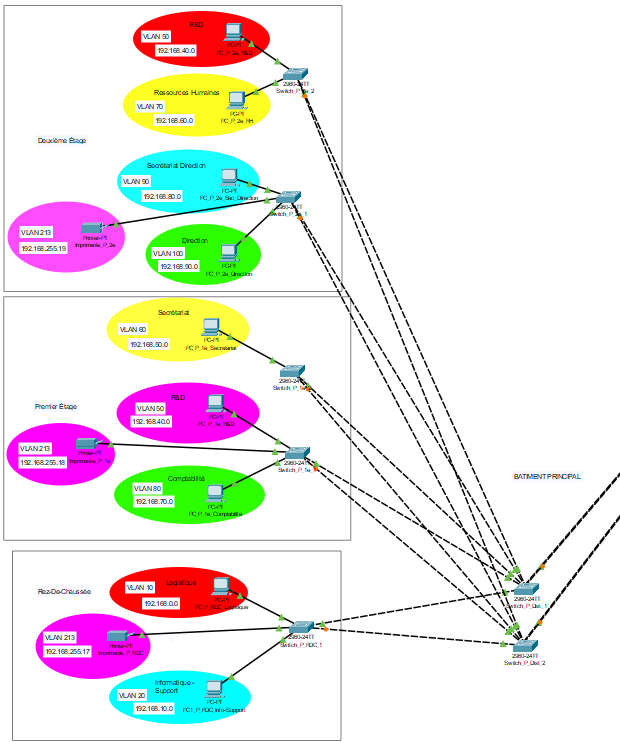 R&D
VLAN 50
192.168.40.0
PC-PT
PC_P_2e_R&D
2960-24TT
Switch_P_2e_2
Ressources Humaines
VLAN 70
192.168.60.0
PC-PT
PC_P_2e_RH
Deuxième Étage
Secrétariat Direction
VLAN 90
192.168.80.0
PC-PT
PC_P_2e_Sec_Direction
2960-24TT
Switch_P_2e_1
VLAN 213
192.168.255.19
Printer-PT
Imprimante_P_2e
Direction
VLAN 100
192.168.90.0
PC-PT
PC_P_2e_Direction
Secrétariat
VLAN 60
192.168.50.0
PC-PT
PC_P_1e_Secrétariat
2960-24TT
Premier Étage
R&D
VLAN 50
192.168.40.0
PC-PT
PC_P_1e_R&D
VLAN 213
192.168.255.18
Printer-PT
Imprimante_P_1e
2960-24TT
Switch_P_1e
Comptabilité
VLAN 80
192.168.70.0
PC-PT
PC_P_1e_Comptabilité
BATIMENT PRINCIPAL
Rez-De-Chaussée
Logistique
VLAN 10
192.168.0.0
PC-PT
PC_P_RDC_Logistique
VLAN 213
192.168.255.17
Printer-PT
Imprimante_P_RDC
2960-24TT
Switch_P_RDC_1
Informatique -
Support
VLAN 20
192.168.10.0
PC-PT
PC1_P_RDC_Info-Support
2960-24TT
Switch_P_Dist_1
2960-24TT
Switch_P_Dist_2